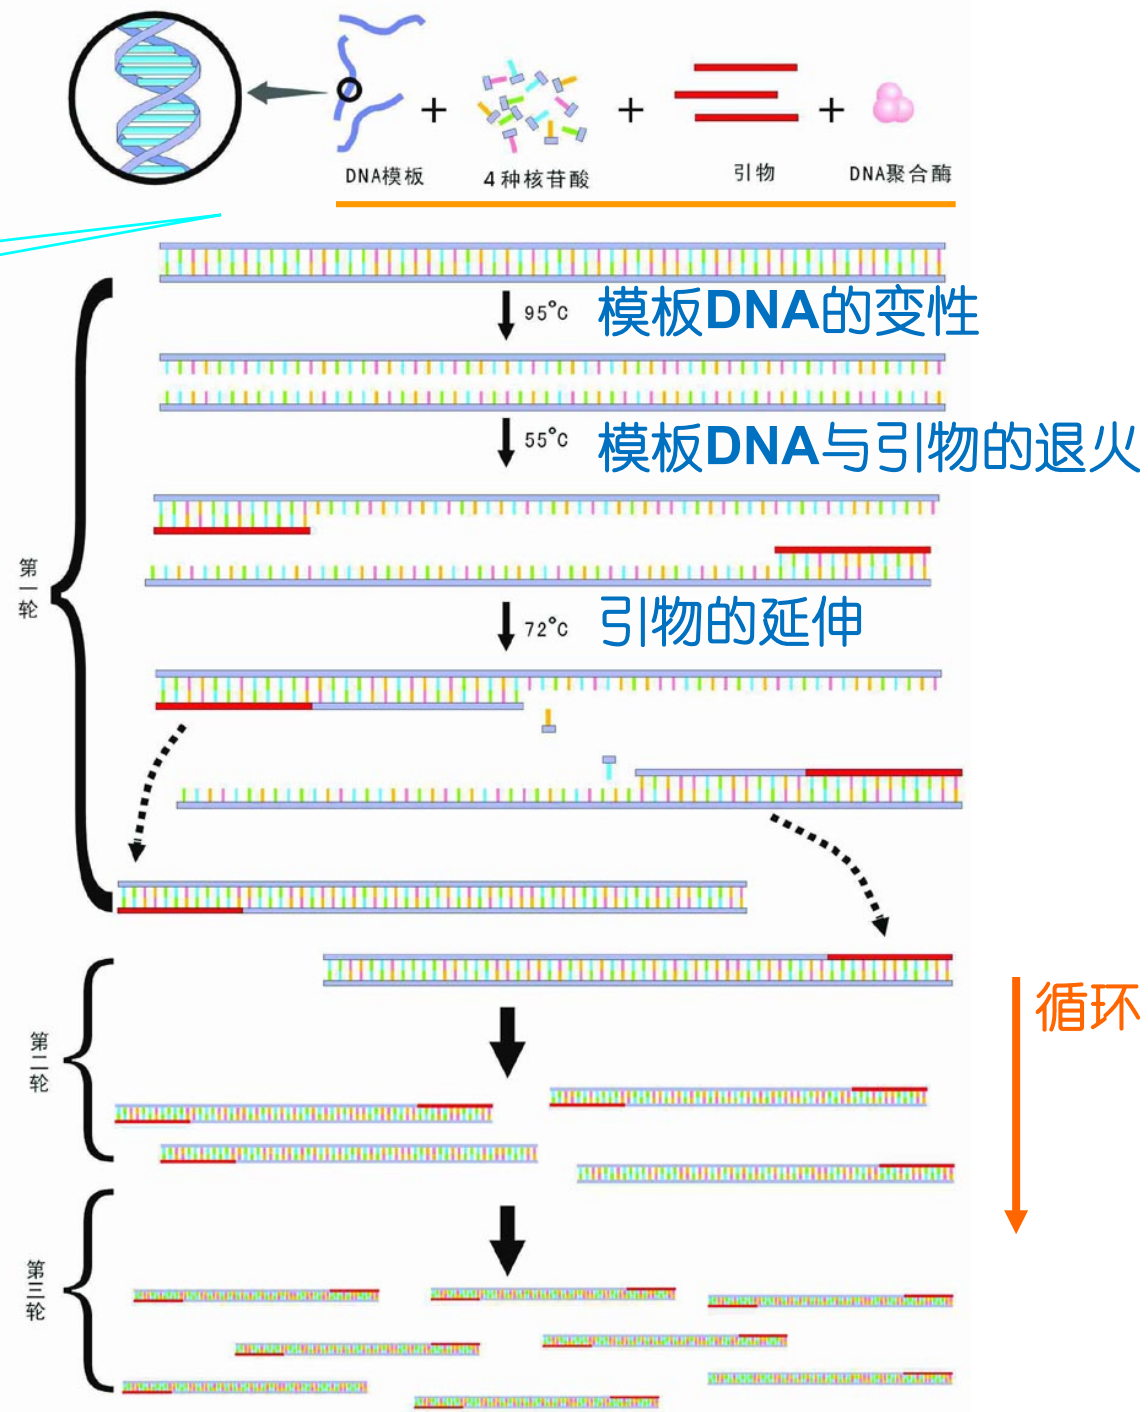 DNA模板
4种核苷酸
引物
DNA聚合酶
+
+
+
95°C
模板DNA的变性
55°C
模板DNA与引物的退火
第一轮
72°C
引物的延伸
循环
第二轮
第三轮